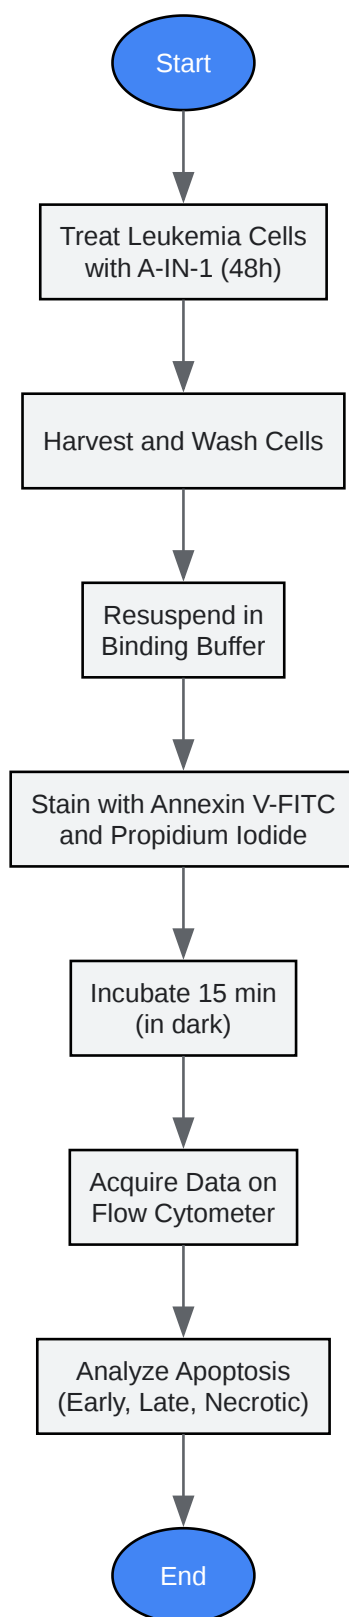 Start
Treat Leukemia Cells
with A-IN-1 (48h)
Harvest and Wash Cells
Resuspend in
Binding Buffer
Stain with Annexin V-FITC
and Propidium Iodide
Incubate 15 min
(in dark)
Acquire Data on
Flow Cytometer
Analyze Apoptosis
(Early, Late, Necrotic)
End